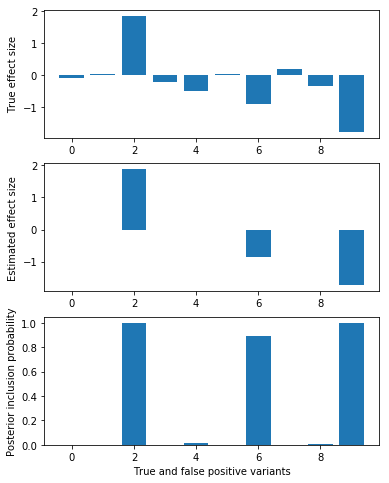 True effect size
2
1
0
−1
0 2 4 6 8
Estimated effect size
2
1
0
−1
0 2 4 6 8
Posterior inclusion probability
1.0
0.8
0.6
0.4
0.2
0.0
0 2 4 6 8
True and false positive variants